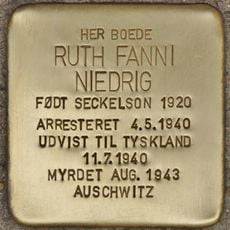 HER BOEDE
RUTH FANNI
NIEDRIG
FØDT SECKELSON 1920
ARRESTERET 4.5.1940
UDVIST TIL TYSKLAND
11.7.1940
MYRDET AUG. 1943
AUSCHWITZ